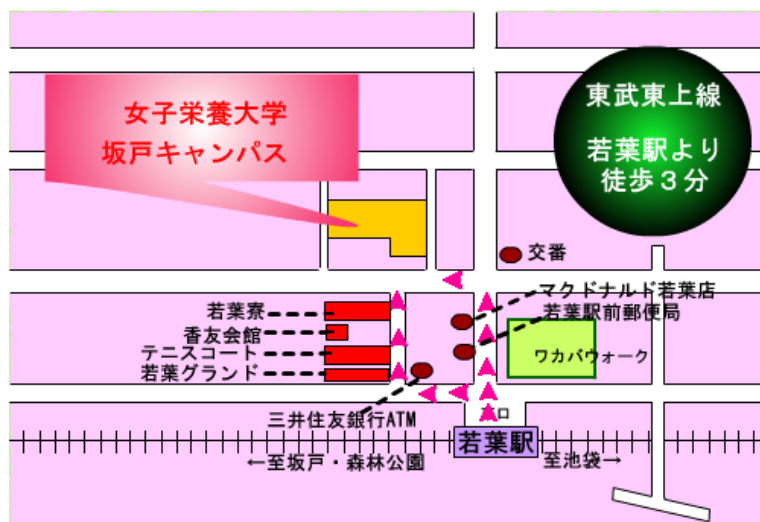 女子栄養大学
坂戸キャンパス
東武東上線
若葉駅より
徒歩3分
交番
マクドナルド若葉店
若葉駅前郵便局
若葉寮
香友会館
テニスコート
若葉グランド
ワカバウォーク
三井住友銀行ATM
口
若葉駅
←至坂戸・森林公園
至池袋→